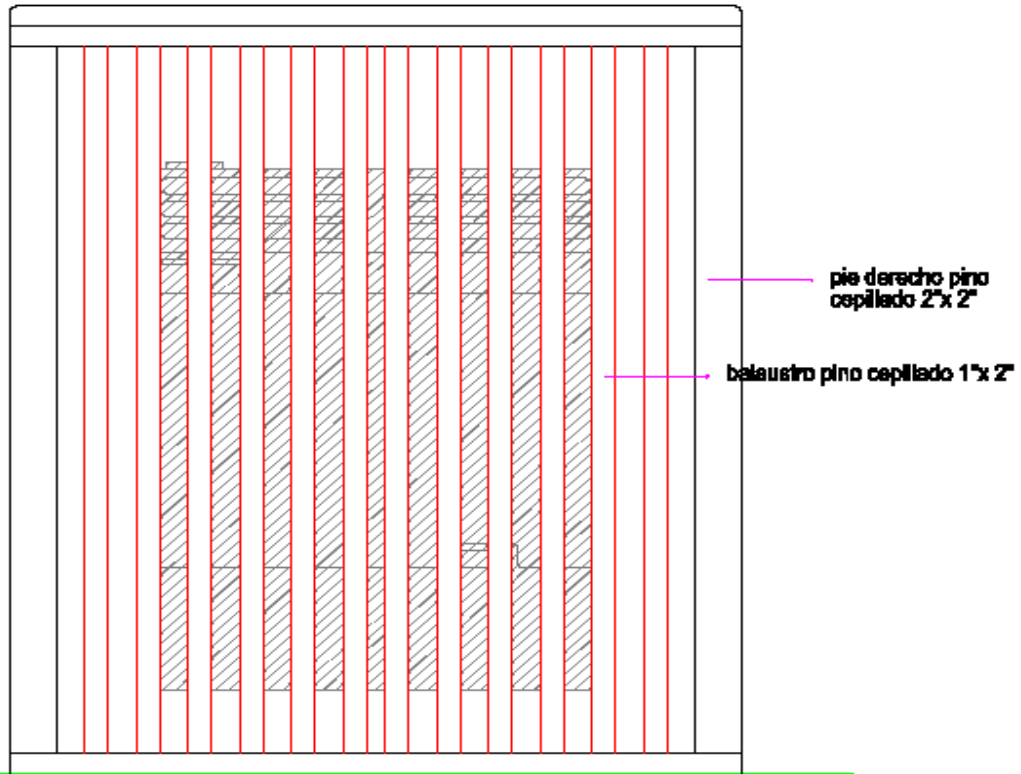 pie derecho pino
cepillado 2"x 2"
balaustro pino cepillado 1"x 2"